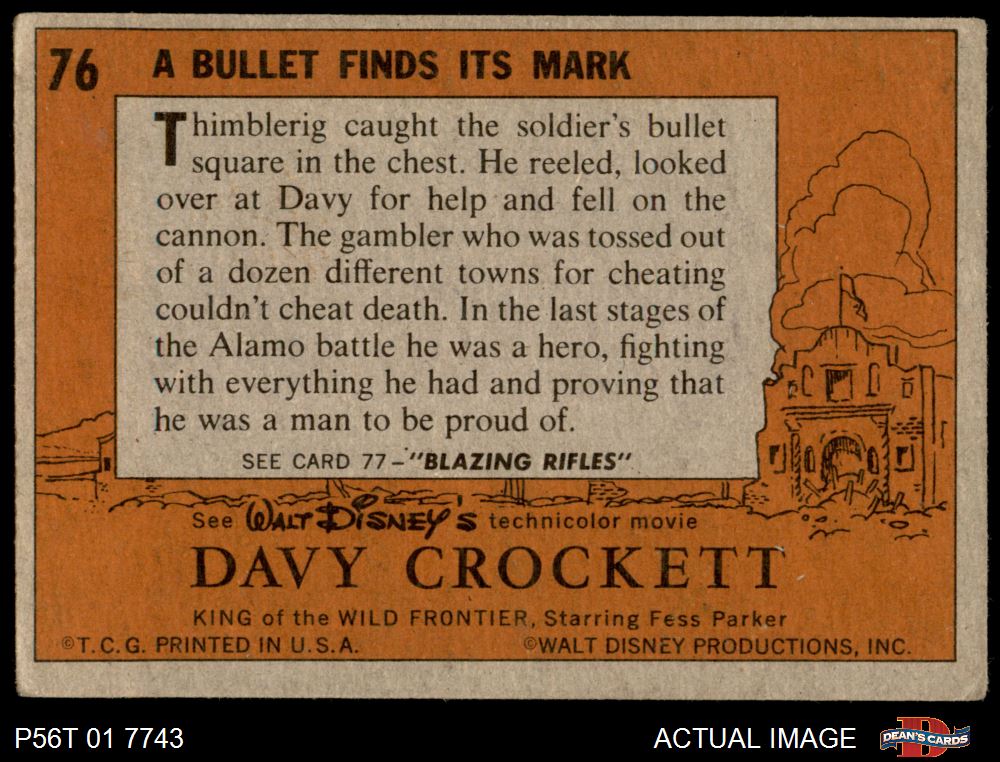 76 A BULLET FINDS ITS MARK
Thimblerig caught the soldier's bullet
square in the chest. He reeled, looked
over at Davy for help and fell on the
cannon. The gambler who was tossed out
of a dozen different towns for cheating
couldn't cheat death. In the last stages of
the Alamo battle he was a hero, fighting
with everything he had and proving that
he was a man to be proud of.
SEE CARD 77-"BLAZING RIFLES"
See WALT DISNEY'S technicolor movie
DAVY CROCKETT
KING of the WILD FRONTIER, Starring Fess Parker
©T.C.G. PRINTED IN U.S.A. ©WALT DISNEY PRODUCTIONS, INC.
P56T 01 7743 ACTUAL IMAGE DEAN'S CARDS